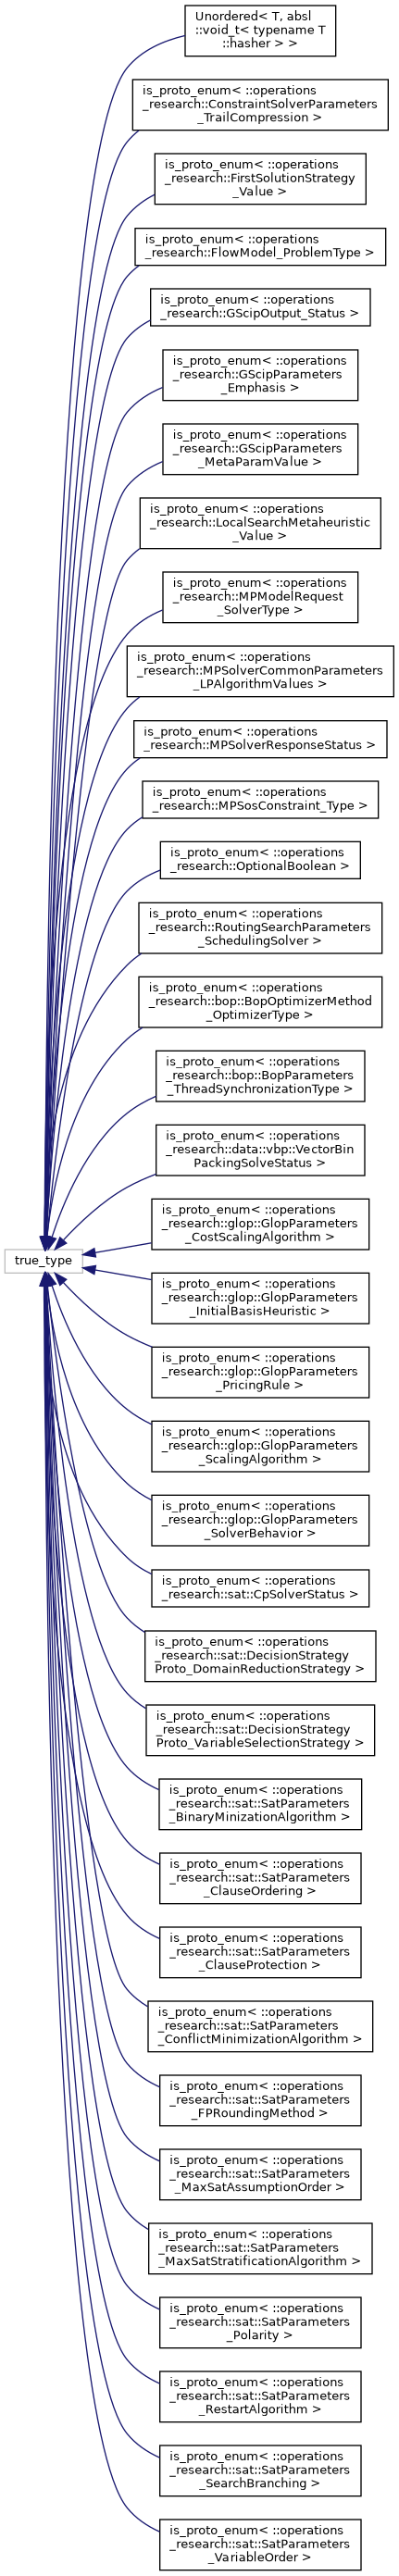 Unordered< T, absl
::void_t< typename T
::hasher > >
is_proto_enum< ::operations
_research::ConstraintSolverParameters
_TrailCompression >
is_proto_enum< ::operations
_research::FirstSolutionStrategy
_Value >
is_proto_enum< ::operations
_research::FlowModel_ProblemType >
is_proto_enum< ::operations
_research::GScipOutput_Status >
is_proto_enum< ::operations
_research::GScipParameters
_Emphasis >
is_proto_enum< ::operations
_research::GScipParameters
_MetaParamValue >
is_proto_enum< ::operations
_research::LocalSearchMetaheuristic
_Value >
is_proto_enum< ::operations
_research::MPModelRequest
_SolverType >
is_proto_enum< ::operations
_research::MPSolverCommonParameters
_LPAlgorithmValues >
is_proto_enum< ::operations
_research::MPSolverResponseStatus >
is_proto_enum< ::operations
_research::MPSosConstraint_Type >
is_proto_enum< ::operations
_research::OptionalBoolean >
is_proto_enum< ::operations
_research::RoutingSearchParameters
_SchedulingSolver >
is_proto_enum< ::operations
_research::bop::BopOptimizerMethod
_OptimizerType >
is_proto_enum< ::operations
_research::bop::BopParameters
_ThreadSynchronizationType >
is_proto_enum< ::operations
_research::data::vbp::VectorBin
PackingSolveStatus >
is_proto_enum< ::operations
_research::glop::GlopParameters
_CostScalingAlgorithm >
true_type
is_proto_enum< ::operations
_research::glop::GlopParameters
_InitialBasisHeuristic >
is_proto_enum< ::operations
_research::glop::GlopParameters
_PricingRule >
is_proto_enum< ::operations
_research::glop::GlopParameters
_ScalingAlgorithm >
is_proto_enum< ::operations
_research::glop::GlopParameters
_SolverBehavior >
is_proto_enum< ::operations
_research::sat::CpSolverStatus >
is_proto_enum< ::operations
_research::sat::DecisionStrategy
Proto_DomainReductionStrategy >
is_proto_enum< ::operations
_research::sat::DecisionStrategy
Proto_VariableSelectionStrategy >
is_proto_enum< ::operations
_research::sat::SatParameters
_BinaryMinizationAlgorithm >
is_proto_enum< ::operations
_research::sat::SatParameters
_ClauseOrdering >
is_proto_enum< ::operations
_research::sat::SatParameters
_ClauseProtection >
is_proto_enum< ::operations
_research::sat::SatParameters
_ConflictMinimizationAlgorithm >
is_proto_enum< ::operations
_research::sat::SatParameters
_FPRoundingMethod >
is_proto_enum< ::operations
_research::sat::SatParameters
_MaxSatAssumptionOrder >
is_proto_enum< ::operations
_research::sat::SatParameters
_MaxSatStratificationAlgorithm >
is_proto_enum< ::operations
_research::sat::SatParameters
_Polarity >
is_proto_enum< ::operations
_research::sat::SatParameters
_RestartAlgorithm >
is_proto_enum< ::operations
_research::sat::SatParameters
_SearchBranching >
is_proto_enum< ::operations
_research::sat::SatParameters
_VariableOrder >